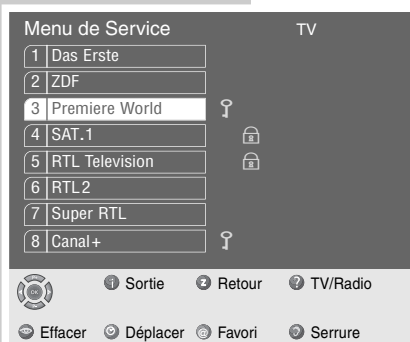 Menu de Service TV
1 Das Erste
2 ZDF
3 Premiere World
4 SAT.1
5 RTL Television
6 RTL2
7 Super RTL
8 Canal+
OK i Sortie z Retour ? TV/Radio
Effacer Déplacer @ Favori Serrure